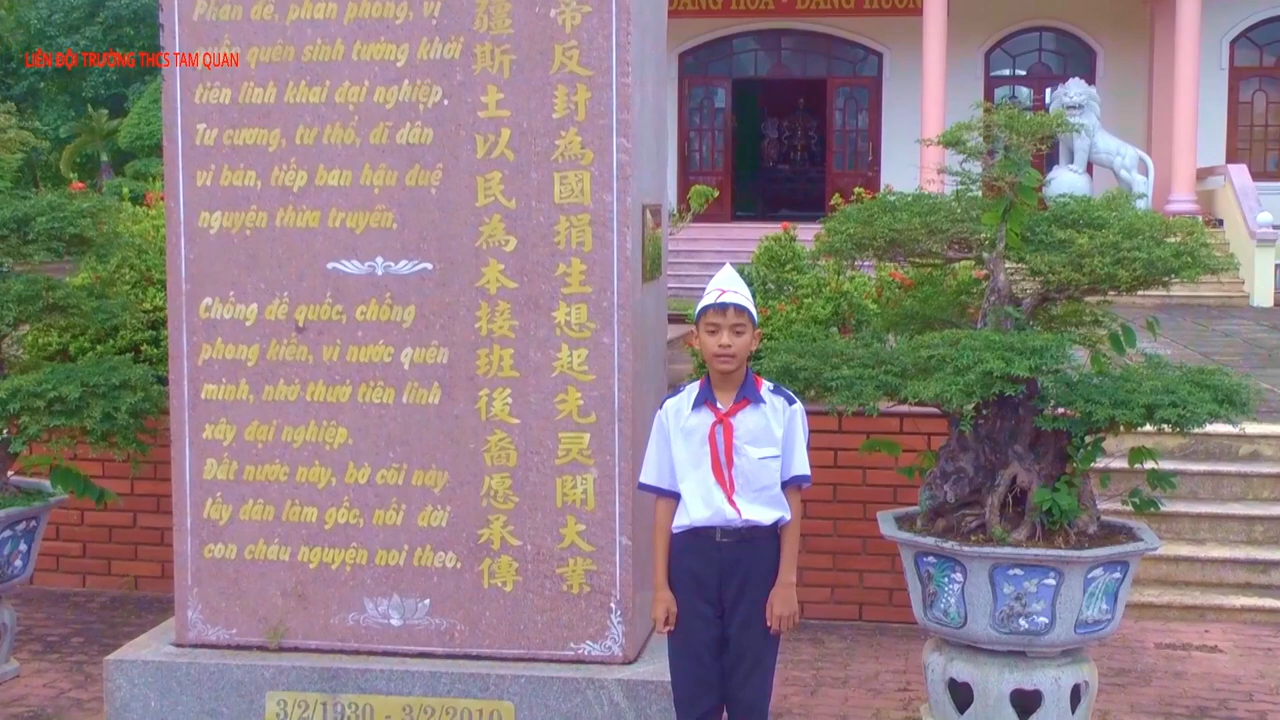 LIÊN ĐỘI TRƯỜNG THCS TAM QUAN
ĐĂNG HỎA - ĐĂNG HƯƠNG
Phản đế, phản phong, vị
quốc quên sinh tưởng khởi
tiên linh khai đại nghiệp.
Tư cương, tư thổ, dĩ dân
vi bản, tiếp ban hậu duệ
nguyện thừa truyền.
Chống đế quốc, chống
phong kiến, vì nước quên
mình, nhớ thuở tiên linh
xây đại nghiệp.
Đất nước này, bờ cõi này
lấy dân làm gốc, nối đời
con cháu nguyện noi theo.
帝反封為國捐生想起先灵開大業
疆斯土以民為本接班後裔愿承傳
3/2/1930 - 3/2/2010